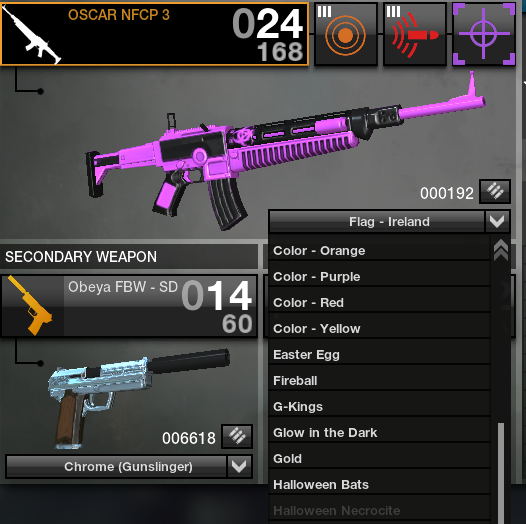 OSCAR NFCP 3
024
168
000192
Flag - Ireland
Color - Orange
Color - Purple
Color - Red
Color - Yellow
Easter Egg
Fireball
G-Kings
Glow in the Dark
Gold
Halloween Bats
Halloween Necrocite
SECONDARY WEAPON
Obeya FBW - SD
014
60
006618
Chrome (Gunslinger)